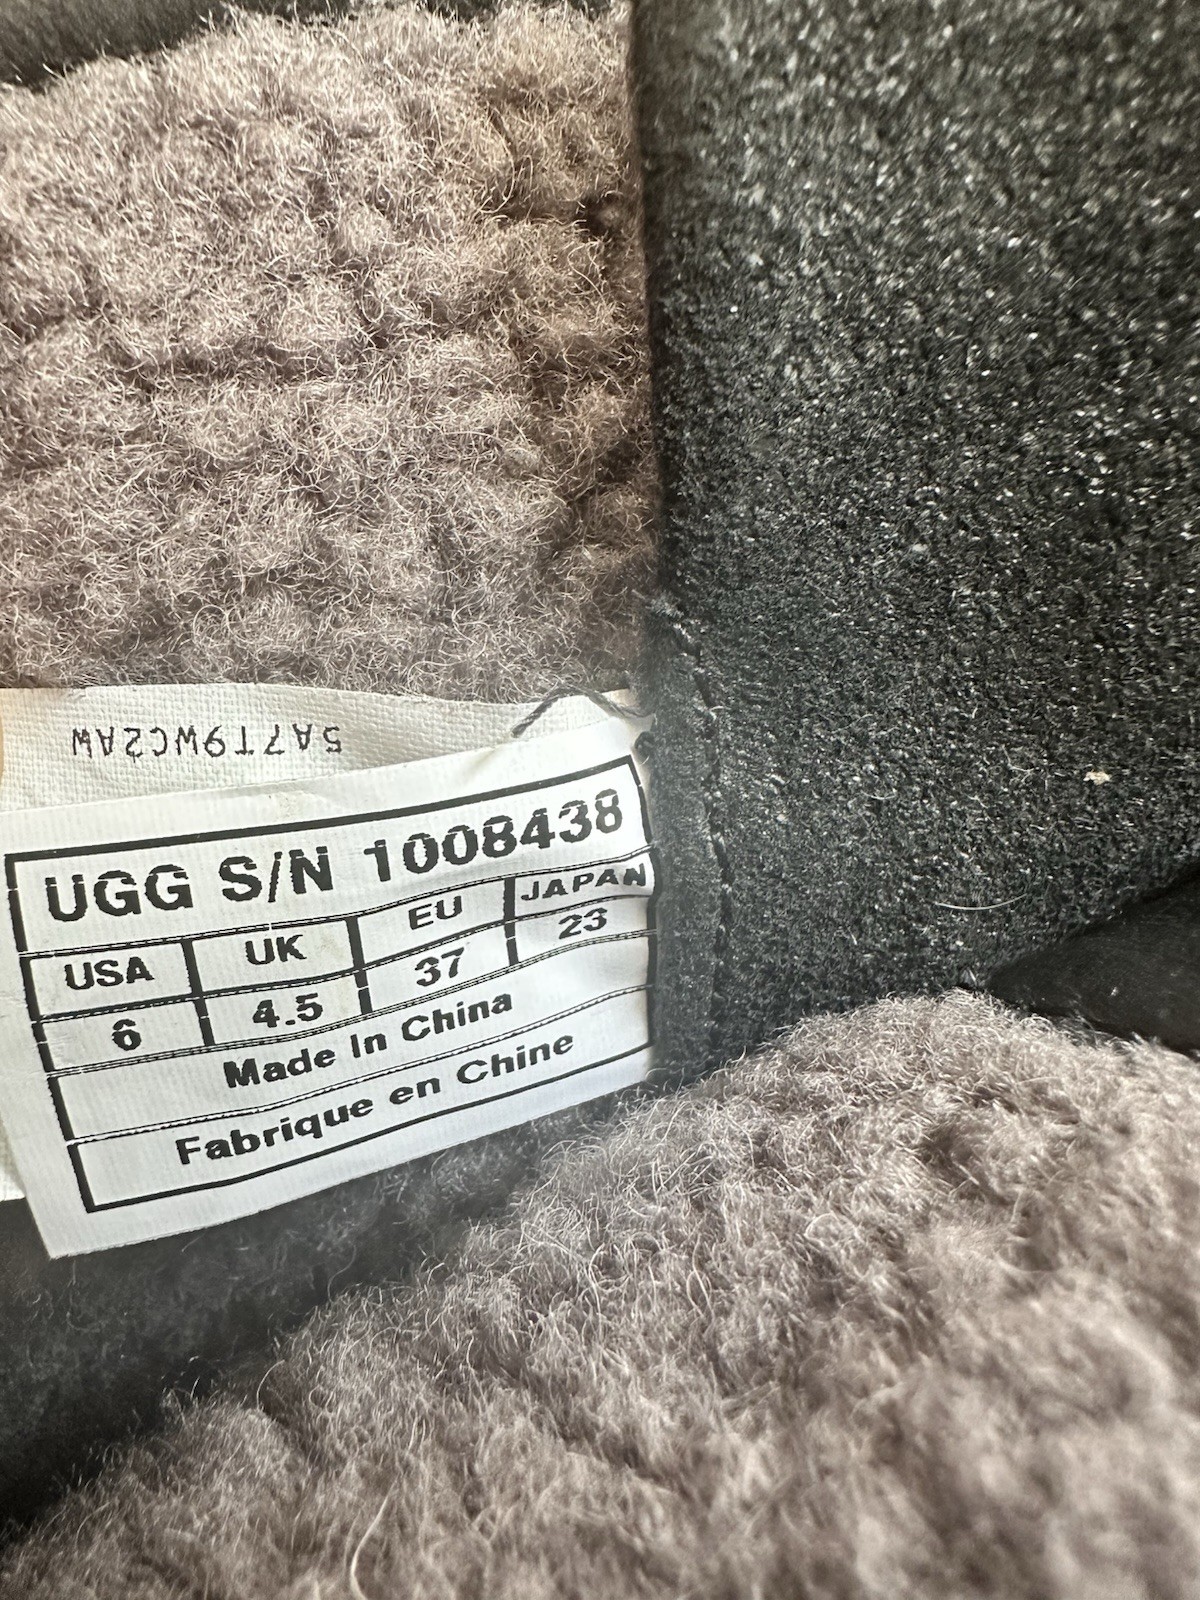 5A7T9WC2AW
UGG S/N 1008438
USA UK EU JAPAN
6 4.5 37 23
Made In China
Fabrique en Chine